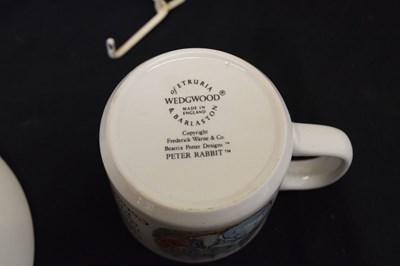 of ETRURIA
WEDGWOOD®
MADE IN
ENGLAND
& BARLASTON
Copyright
Frederick Warne & Co.
Beatrix Potter Designs™
PETER RABBIT™